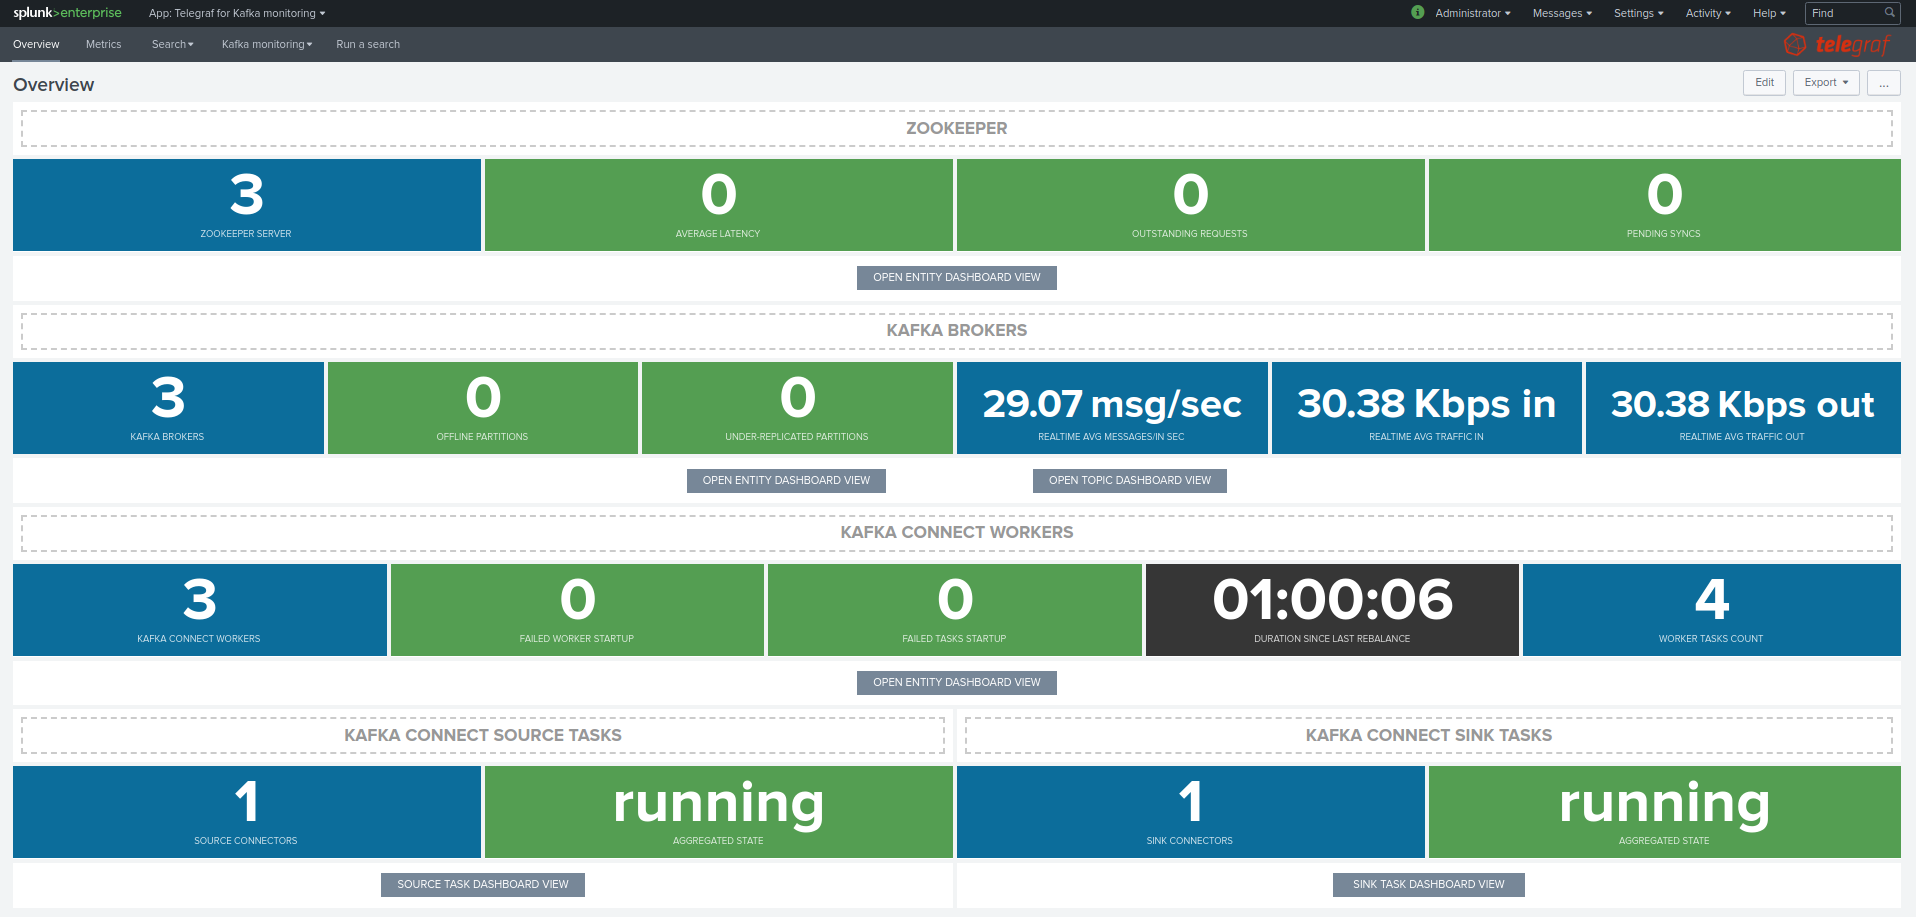 splunk>enterprise App: Telegraf for Kafka monitoring i Administrator Messages Settings Activity Help Find
Overview Metrics Search Kafka monitoring Run a search telegraf
Overview Edit Export ...
ZOOKEEPER
3 0 0 0
ZOOKEEPER SERVER AVERAGE LATENCY OUTSTANDING REQUESTS PENDING SYNCS
OPEN ENTITY DASHBOARD VIEW
KAFKA BROKERS
3 0 0 29.07 msg/sec 30.38 Kbps in 30.38 Kbps out
KAFKA BROKERS OFFLINE PARTITIONS UNDER-REPLICATED PARTITIONS REALTIME AVG MESSAGES/IN SEC REALTIME AVG TRAFFIC IN REALTIME AVG TRAFFIC OUT
OPEN ENTITY DASHBOARD VIEW OPEN TOPIC DASHBOARD VIEW
KAFKA CONNECT WORKERS
3 0 0 01:00:06 4
KAFKA CONNECT WORKERS FAILED WORKER STARTUP FAILED TASKS STARTUP DURATION SINCE LAST REBALANCE WORKER TASKS COUNT
OPEN ENTITY DASHBOARD VIEW
KAFKA CONNECT SOURCE TASKS KAFKA CONNECT SINK TASKS
1 running 1 running
SOURCE CONNECTORS AGGREGATED STATE SINK CONNECTORS AGGREGATED STATE
SOURCE TASK DASHBOARD VIEW SINK TASK DASHBOARD VIEW